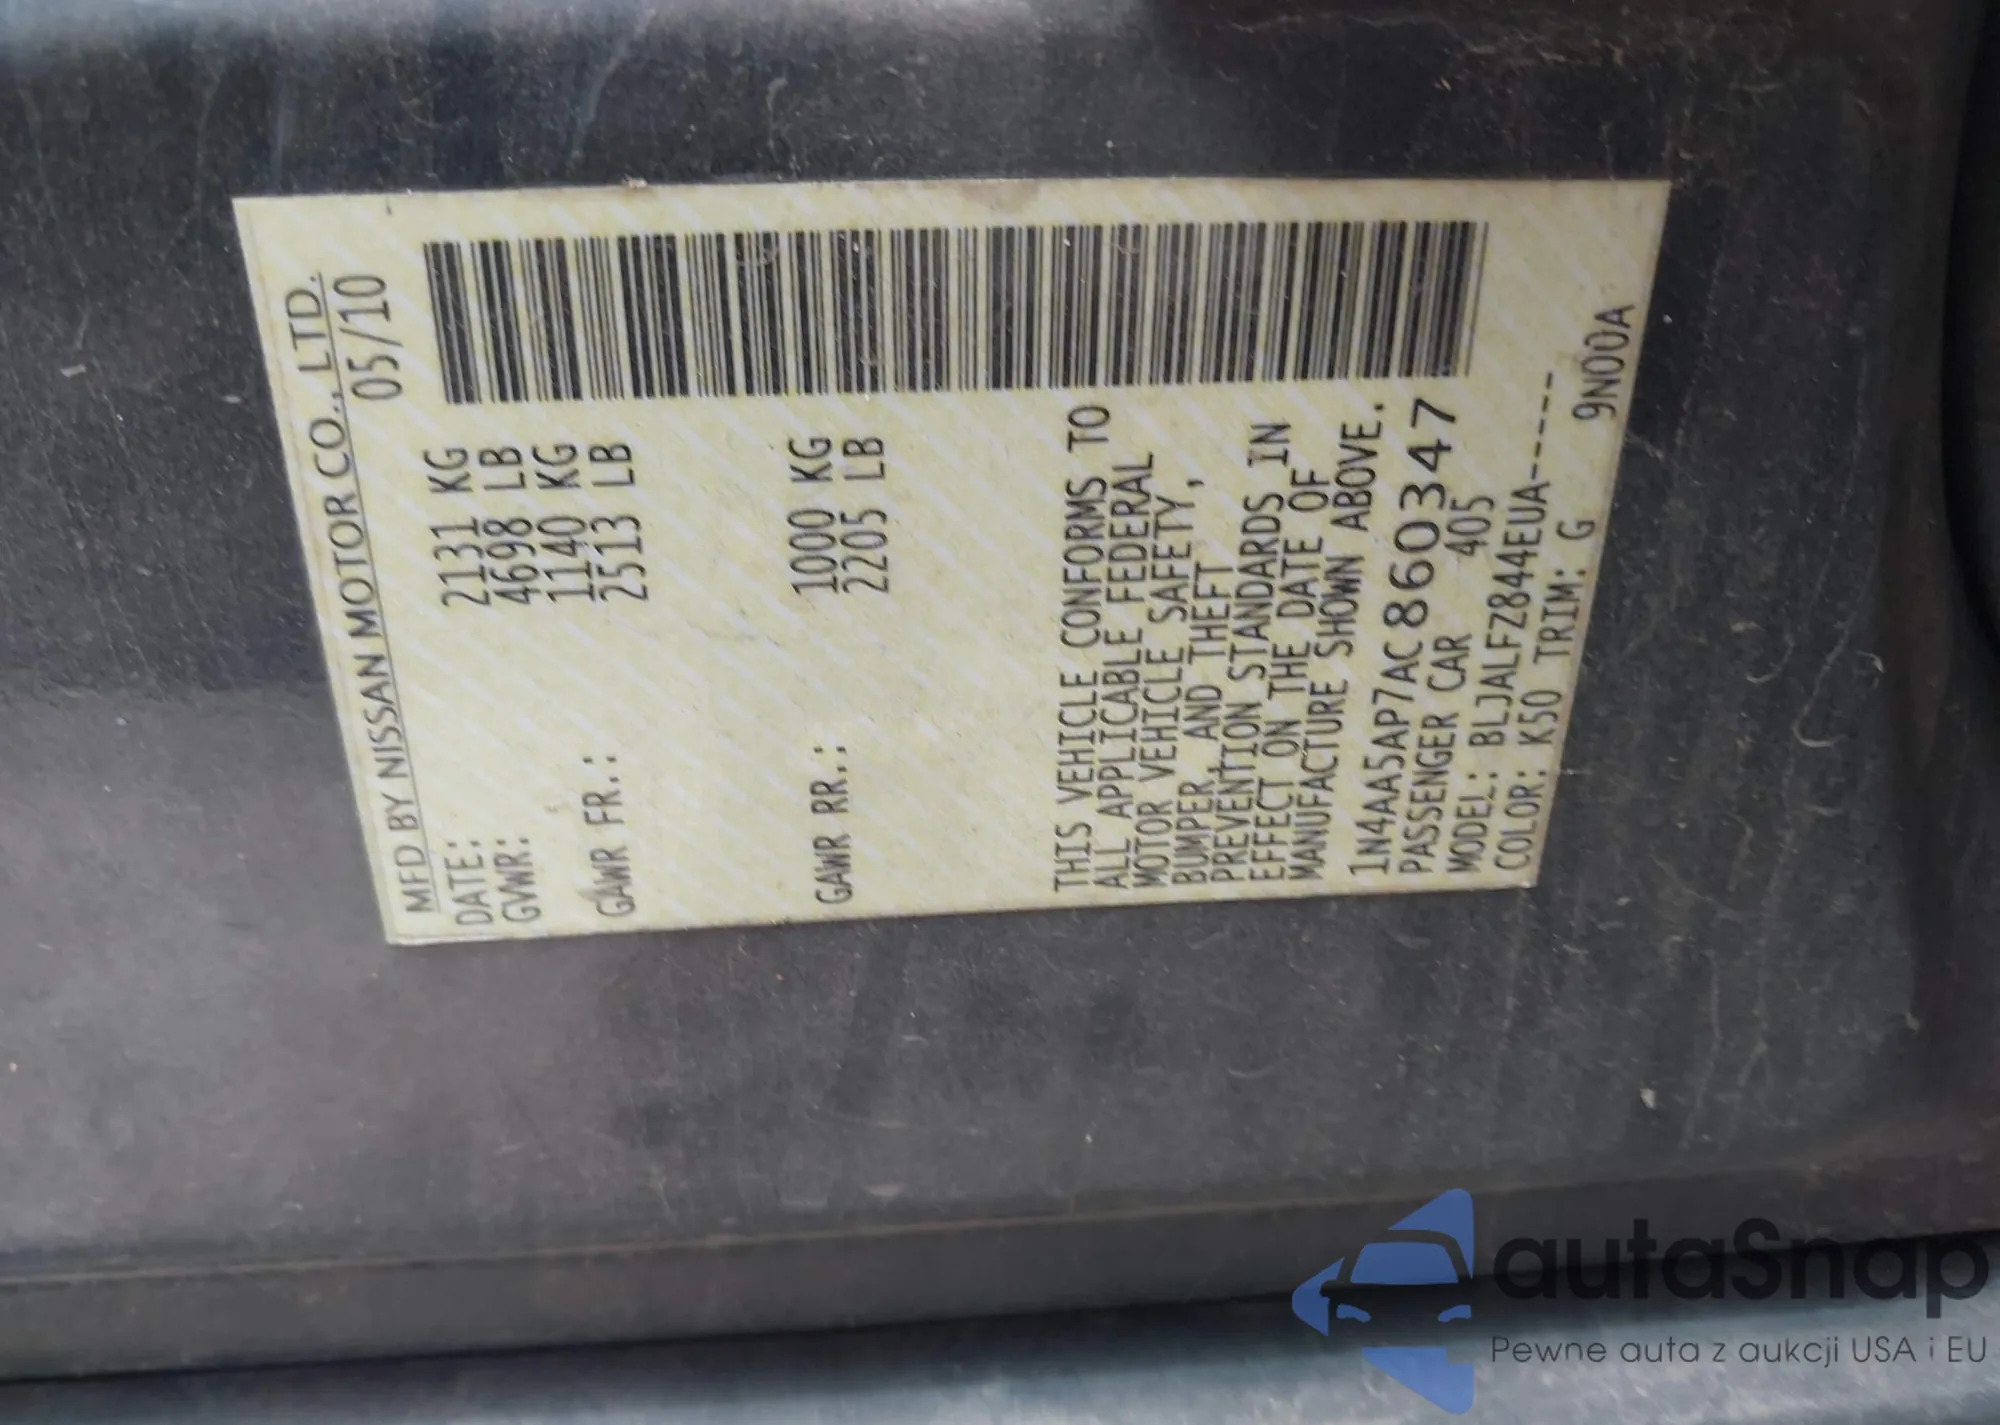 MFD BY NISSAN MOTOR CO., LTD.
DATE: 05/10
GVWR: 2131 KG
4698 LB
GAWR FR.: 1140 KG
2513 LB
GAWR RR.: 1000 KG
2205 LB
THIS VEHICLE CONFORMS TO
ALL APPLICABLE FEDERAL
MOTOR VEHICLE SAFETY,
BUMPER, AND THEFT
PREVENTION STANDARDS IN
EFFECT ON THE DATE OF
MANUFACTURE SHOWN ABOVE.
1N4AA5AP7AC860347
PASSENGER CAR 405
MODEL: BLJALFZ844EUA-----
COLOR: K50 TRIM: G 9N00A
autaSnap
Pewne auta z aukcji USA i EU